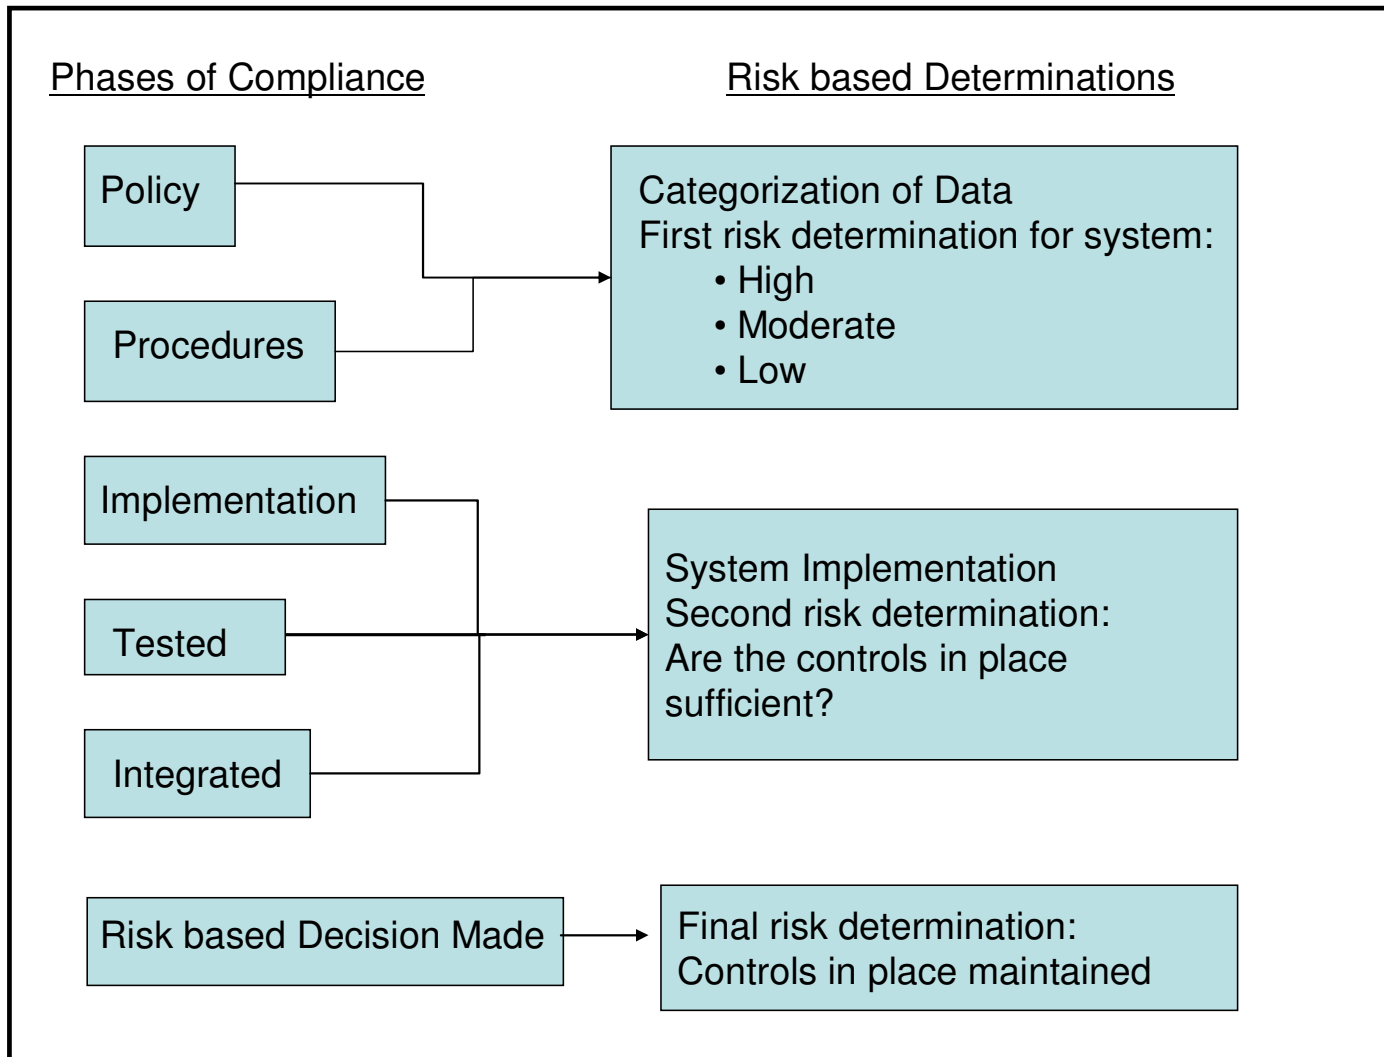 Phases of Compliance
Risk based Determinations
Policy
Procedures
Categorization of Data
First risk determination for system:
• High
• Moderate
• Low
Implementation
Tested
Integrated
System Implementation
Second risk determination:
Are the controls in place
sufficient?
Risk based Decision Made
Final risk determination:
Controls in place maintained